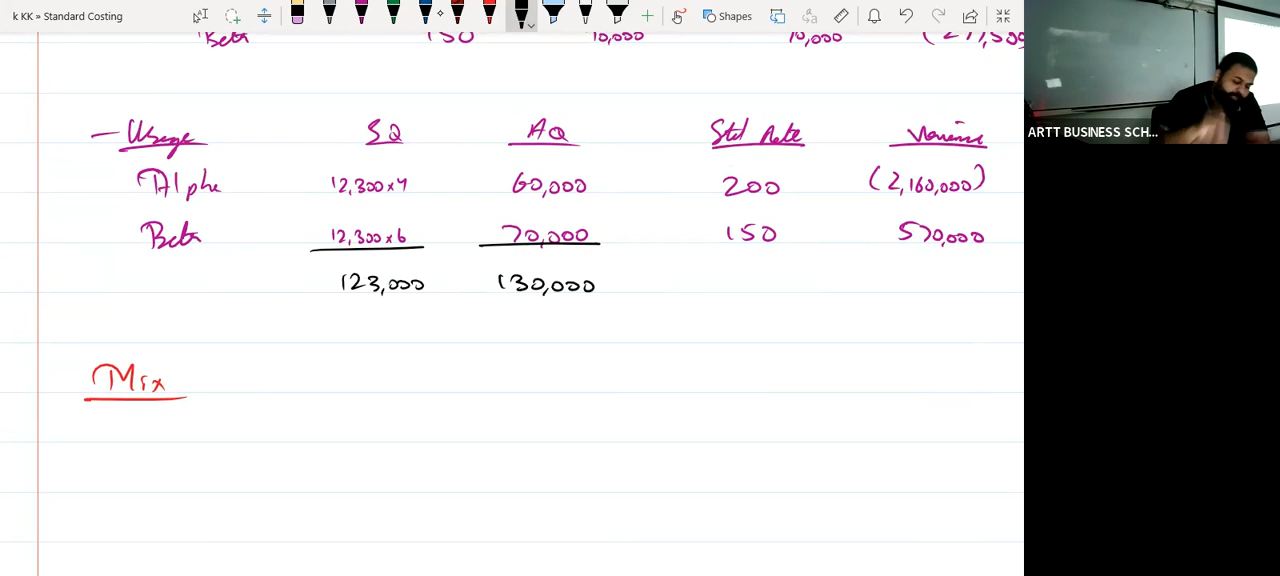 k KK » Standard Costing
Shapes
Beta 150 70,000 70,000
ARTT BUSINESS SCH...
- Usage SQ AQ Std Rate Variance
Alpha 12,300 x 4 60,000 200 (2,160,000)
Beta 12,300 x 6 70,000 150 570,000
123,000 130,000
Mix